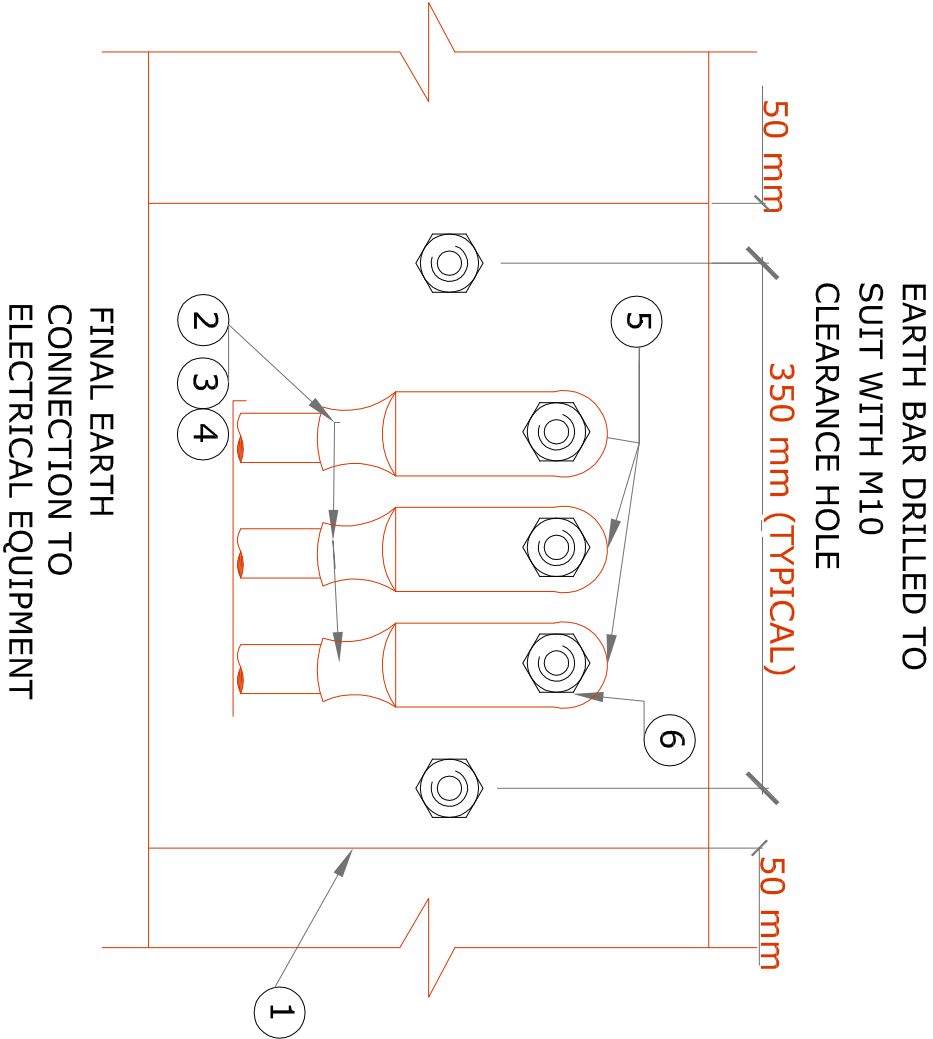 EARTH BAR DRILLED TO
SUIT WITH M10
CLEARANCE HOLE
50 mm
350 mm (TYPICAL)
50 mm
5
6
2
3
4
1
FINAL EARTH
CONNECTION TO
ELECTRICAL EQUIPMENT